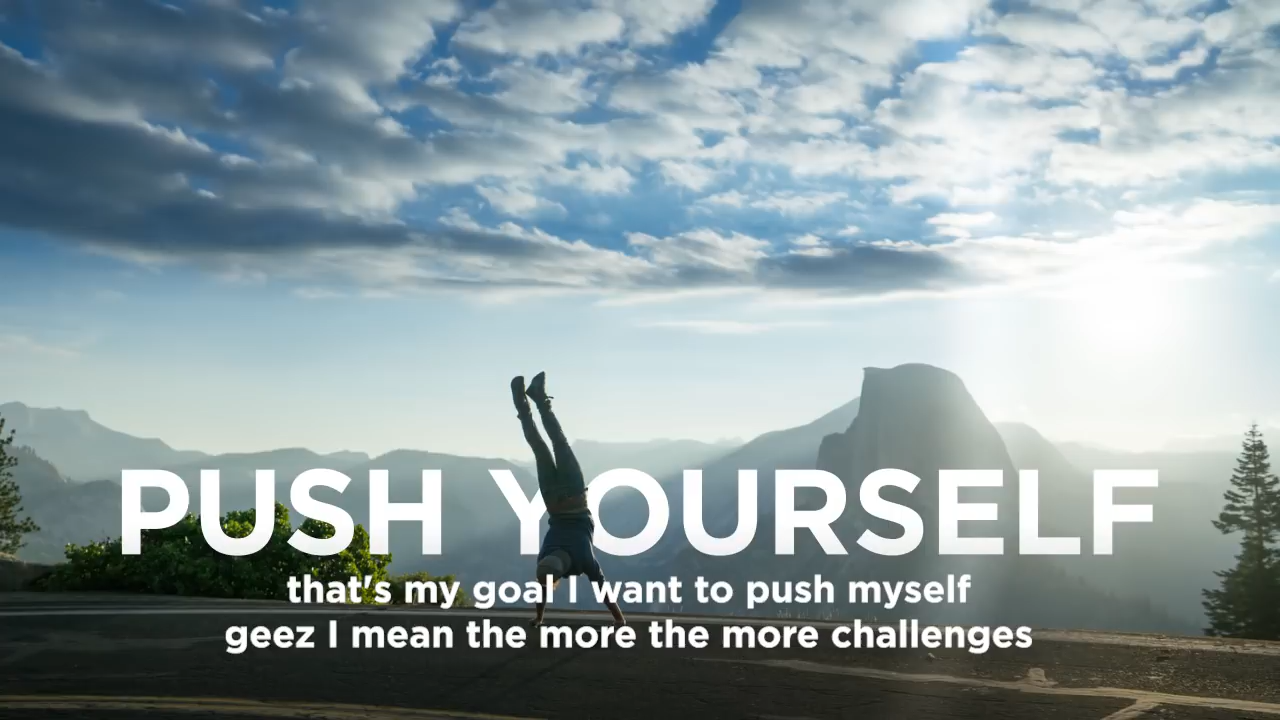 PUSH YOURSELF
that's my goal I want to push myself
geez I mean the more the more challenges